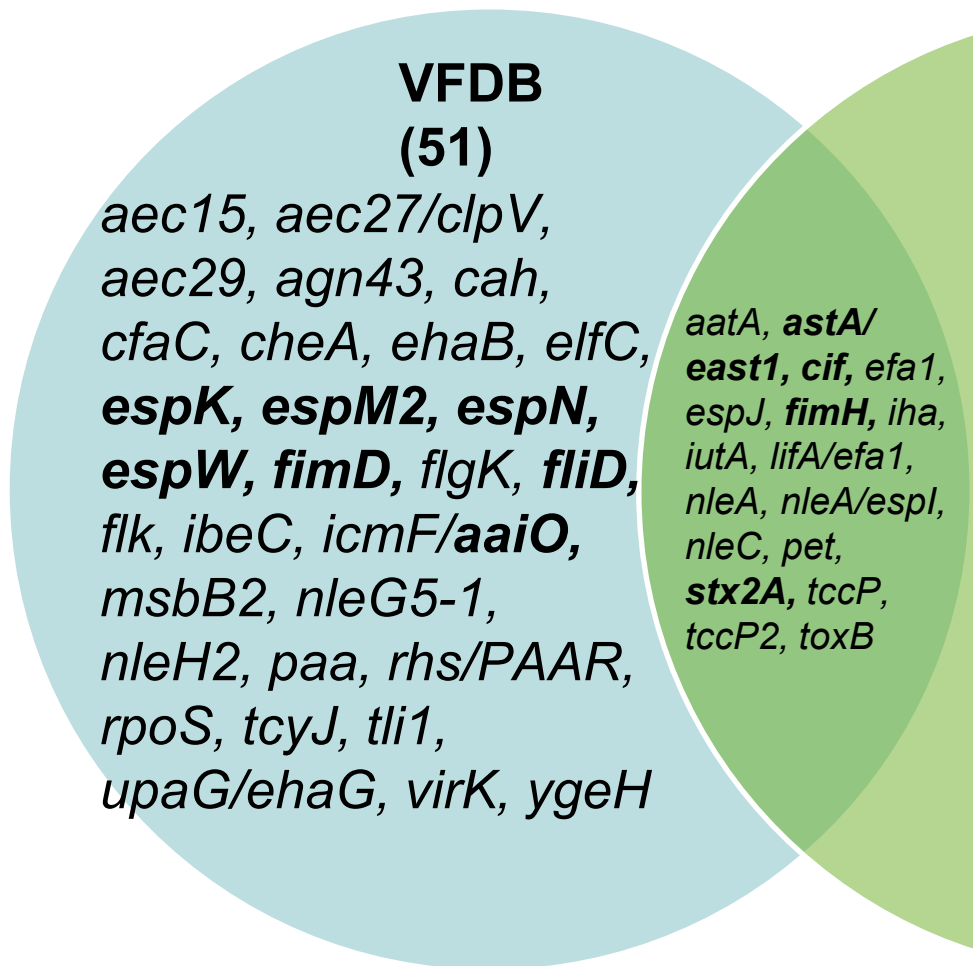 VFDB
(51)
aec15, aec27/clpV,
aec29, agn43, cah,
cfaC, cheA, ehaB, elfC,
espK, espM2, espN,
espW, fimD, flgK, fliD,
flk, ibeC, icmF/aaiO,
msbB2, nleG5-1,
nleH2, paa, rhs/PAAR,
rpoS, tcyJ, tli1,
upaG/ehaG, virK, ygeH
aatA, astA/
east1, cif, efa1,
espJ, fimH, iha,
iutA, lifA/efa1,
nleA, nleA/espI,
nleC, pet,
stx2A, tccP,
tccP2, toxB